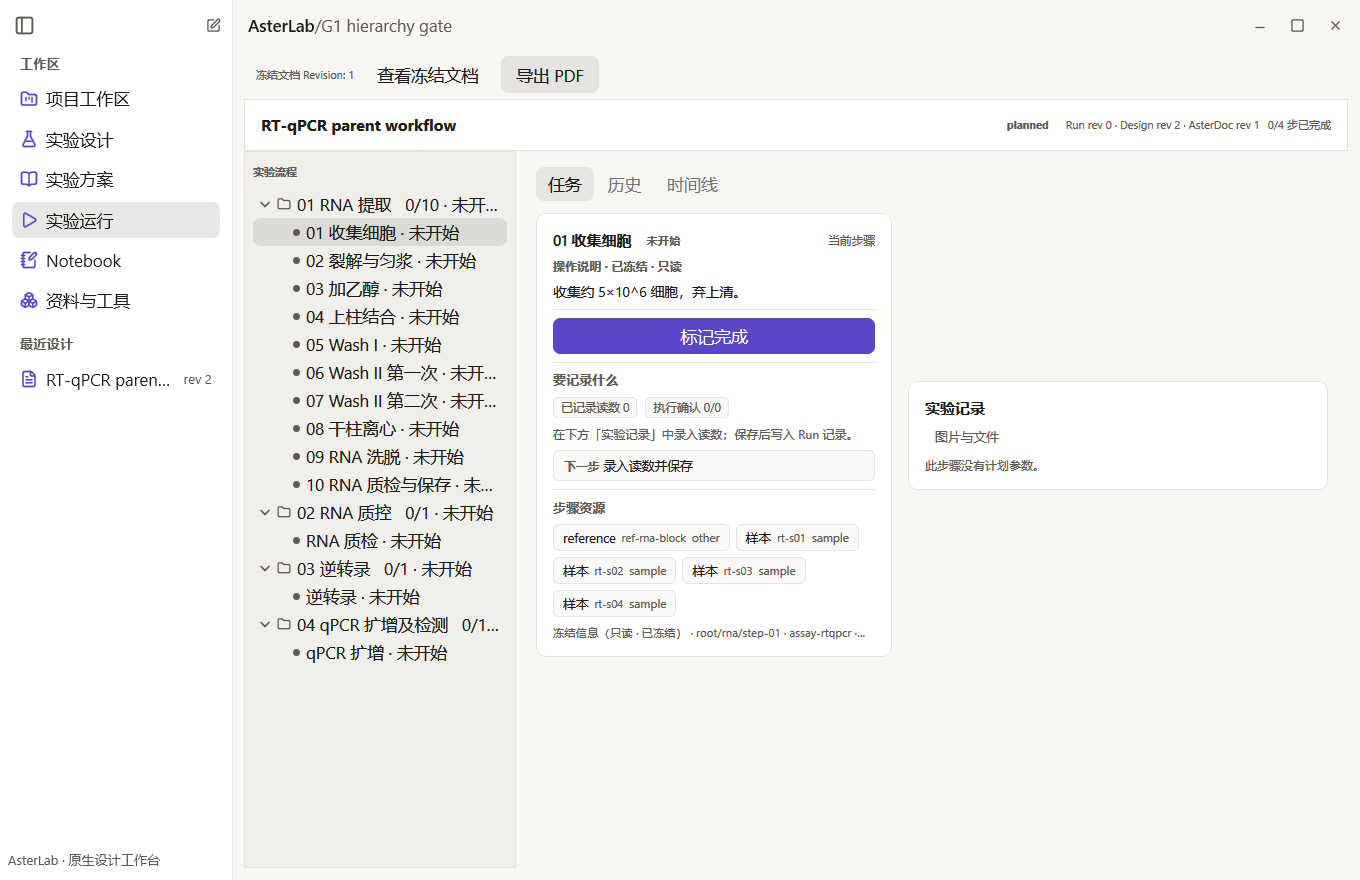 AsterLab/G1 hierarchy gate
工作区
项目工作区
实验设计
实验方案
实验运行
Notebook
资料与工具
最近设计
RT-qPCR paren... rev 2
AsterLab · 原生设计工作台
冻结文档 Revision: 1 查看冻结文档 导出 PDF
RT-qPCR parent workflow planned Run rev 0 · Design rev 2 · AsterDoc rev 1 0/4 步已完成
实验流程
01 RNA 提取 0/10 · 未开...
01 收集细胞 · 未开始
02 裂解与匀浆 · 未开始
03 加乙醇 · 未开始
04 上柱结合 · 未开始
05 Wash I · 未开始
06 Wash II 第一次 · 未开...
07 Wash II 第二次 · 未开...
08 干柱离心 · 未开始
09 RNA 洗脱 · 未开始
10 RNA 质检与保存 · 未...
02 RNA 质控 0/1 · 未开始
RNA 质检 · 未开始
03 逆转录 0/1 · 未开始
逆转录 · 未开始
04 qPCR 扩增及检测 0/1...
qPCR 扩增 · 未开始
任务 历史 时间线
01 收集细胞 未开始 当前步骤
操作说明 · 已冻结 · 只读
收集约 5×10^6 细胞，弃上清。
标记完成
要记录什么
已记录读数 0 执行确认 0/0
在下方「实验记录」中录入读数；保存后写入 Run 记录。
下一步 录入读数并保存
步骤资源
reference ref-rna-block other 样本 rt-s01 sample
样本 rt-s02 sample 样本 rt-s03 sample
样本 rt-s04 sample
冻结信息（只读 · 已冻结） · root/rna/step-01 · assay-rtqpcr ·...
实验记录
图片与文件
此步骤没有计划参数。